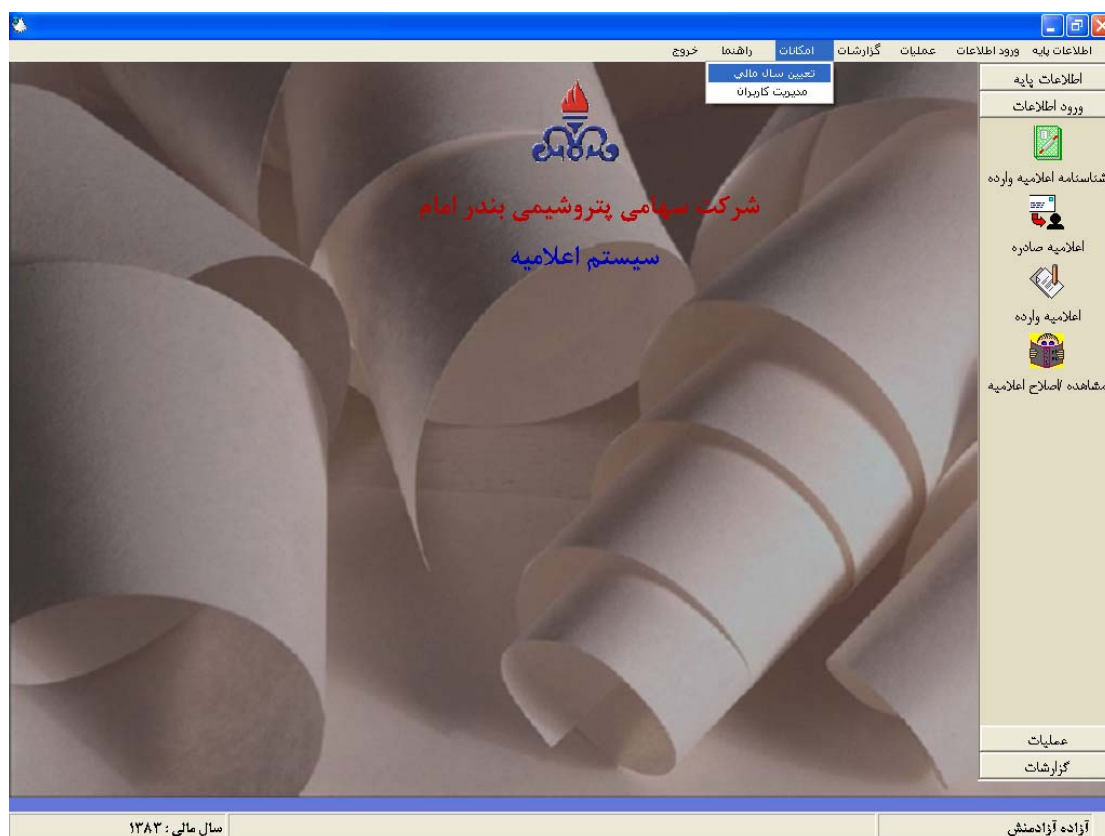 اطلاعات پایه ورود اطلاعات عملیات گزارشات امکانات راهنما خروج
تعیین سال مالی
مدیریت کاربران
شرکت سهامی پتروشیمی بندر امام
سیستم اعلامیه
اطلاعات پایه
ورود اطلاعات
شناسنامه اعلامیه وارده
اعلامیه صادره
اعلامیه وارده
مشاهده /اصلاح اعلامیه
عملیات
گزارشات
آزاده آزادمنش
سال مالی : ۱۳۸۳